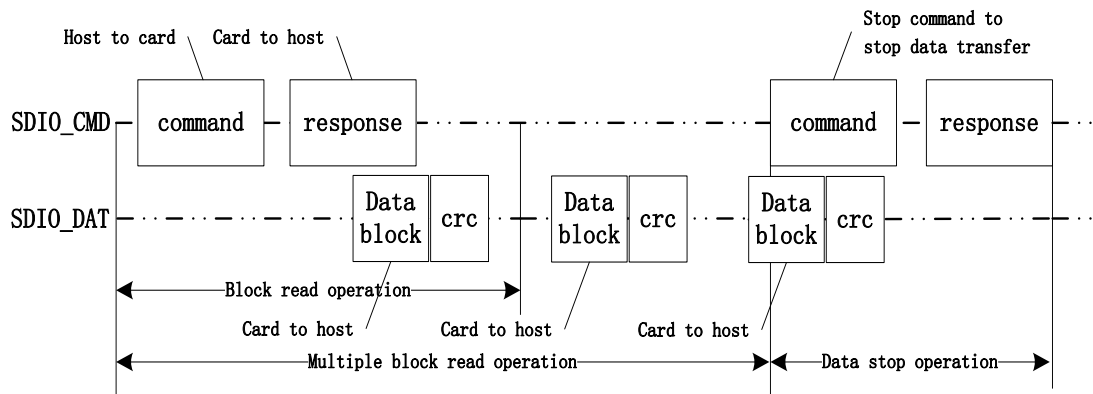 Stop command to
stop data transfer
Host to card
Card to host
SDIO_CMD
command
response
command
response
SDIO_DAT
Data
block
crc
Data
block
crc
Data
block
crc
Block read operation
Card to host
Card to host
Card to host
Multiple block read operation
Data stop operation